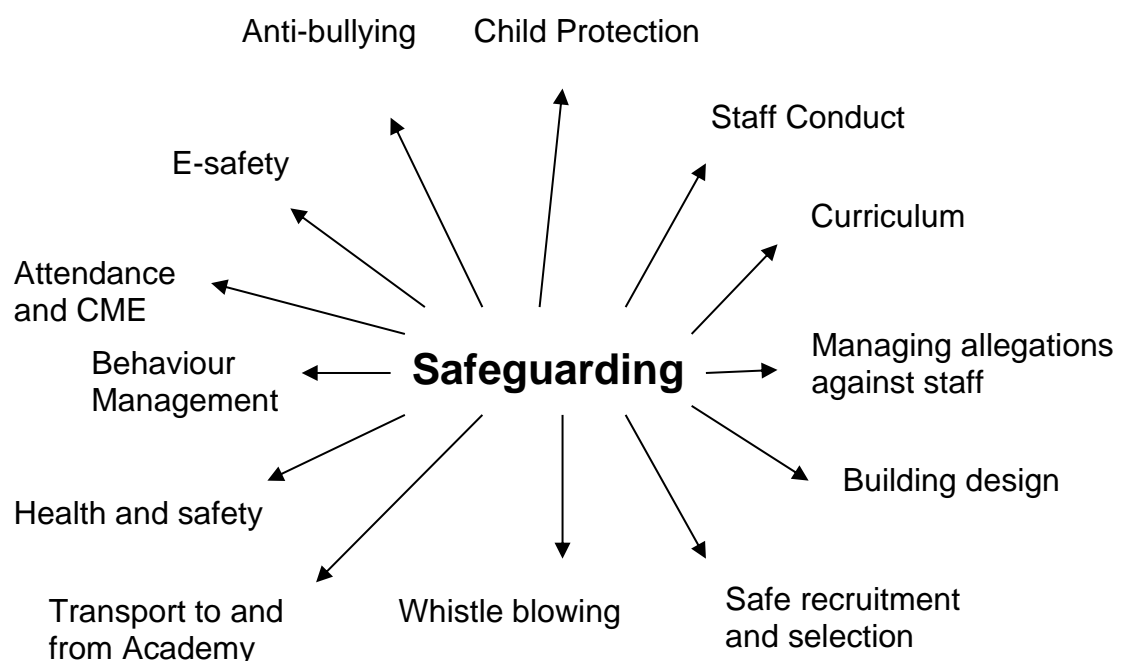 Anti-bullying
Child Protection
Staff Conduct
E-safety
Curriculum
Attendance
and CME
Managing allegations
against staff
Behaviour
Management
Safeguarding
Building design
Health and safety
Transport to and
from Academy
Whistle blowing
Safe recruitment
and selection